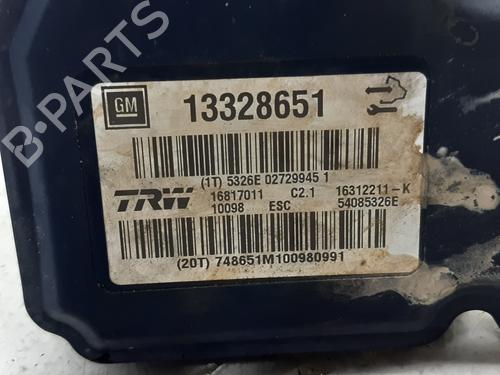 B-PARTS
GM 13328651
(1T) 5326E 02729945 1
TRW 16817011 C2.1 16312211-K
10098 ESC 54085326E
(20T) 748651M100980991